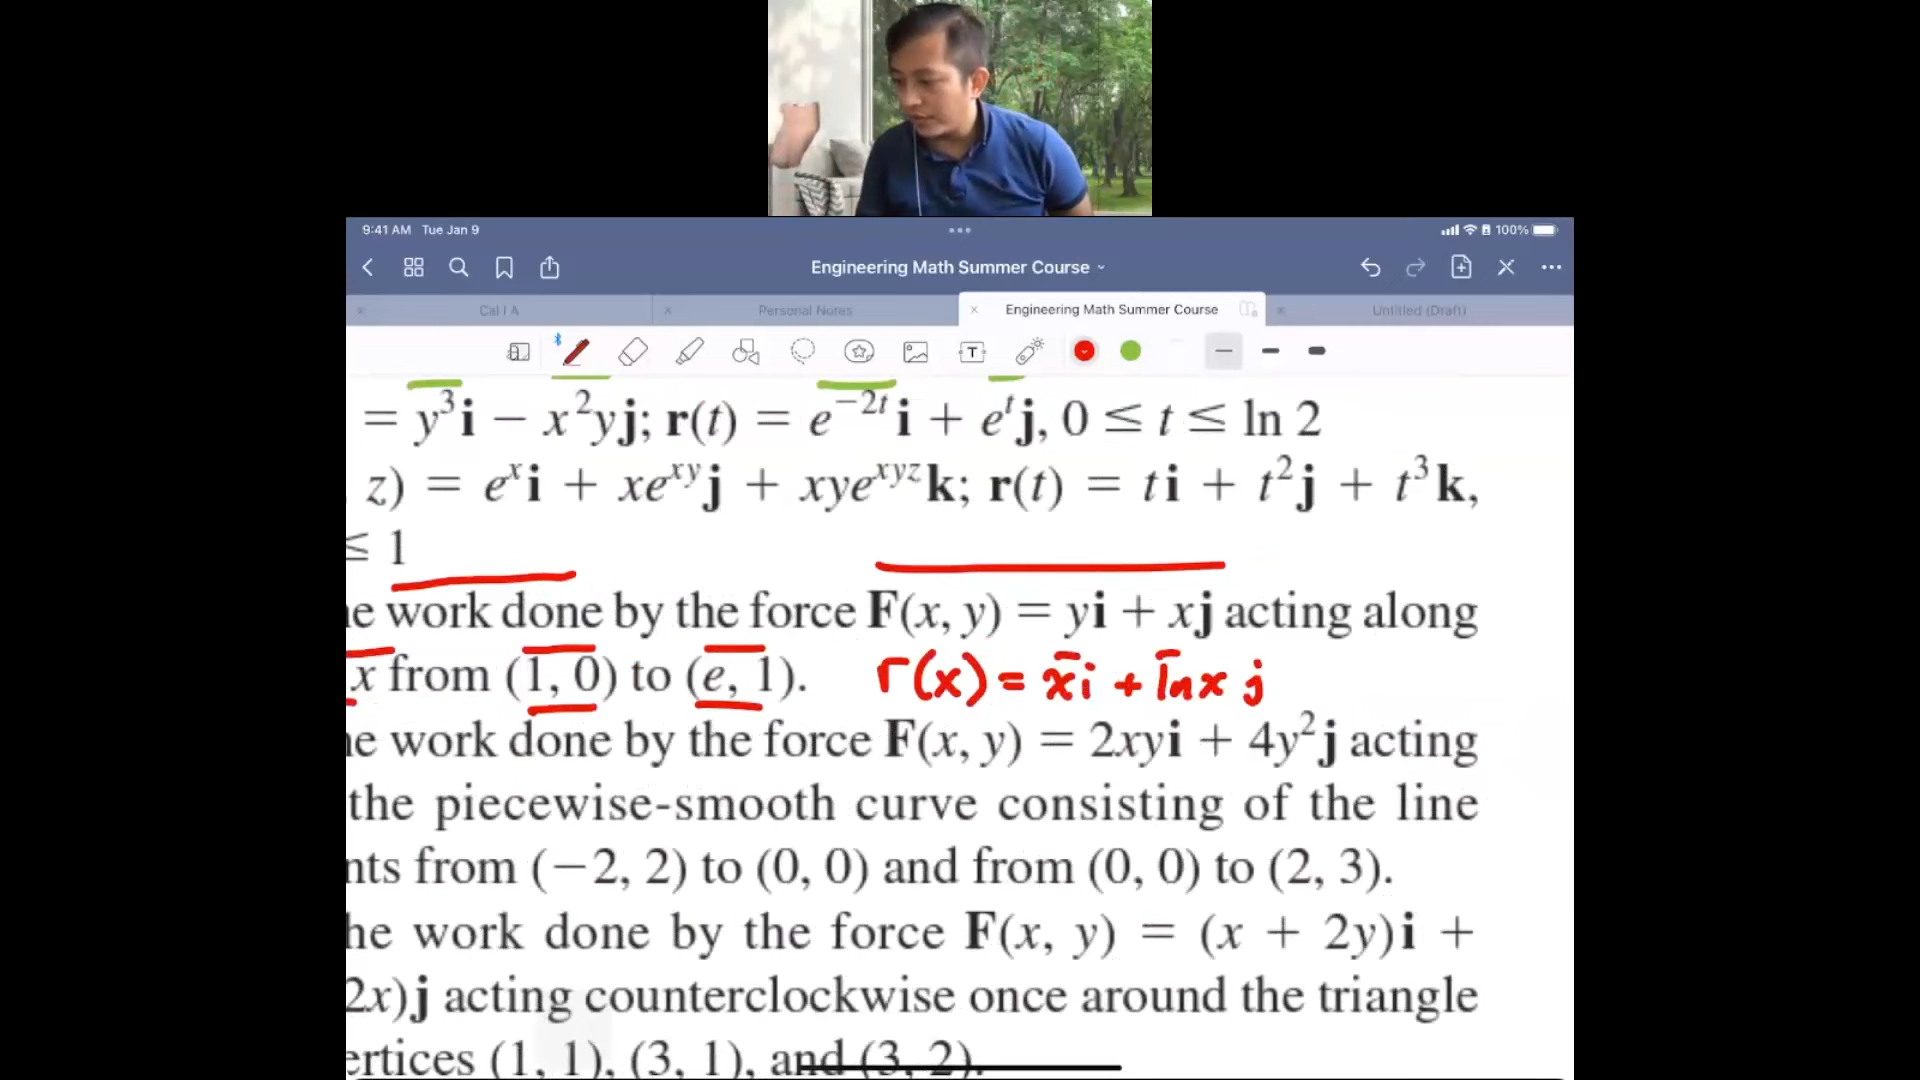 9:41 AM Tue Jan 9
100%
Engineering Math Summer Course
Cal I A
Personal Notes
Engineering Math Summer Course
Untitled (Draft)
T
= y³i − x²yj; r(t) = e⁻²ᵗi + eᵗj, 0 ≤ t ≤ ln 2
z) = eˣi + xeˣʸj + xyeˣʸᶻk; r(t) = ti + t²j + t³k,
≤ 1
e work done by the force F(x, y) = yi + xj acting along
x from (1, 0) to (e, 1).
r(x) = xi + lnx j
e work done by the force F(x, y) = 2xyi + 4y²j acting
the piecewise-smooth curve consisting of the line
nts from (−2, 2) to (0, 0) and from (0, 0) to (2, 3).
he work done by the force F(x, y) = (x + 2y)i +
2x)j acting counterclockwise once around the triangle
ertices (1, 1), (3, 1), and (3, 2).